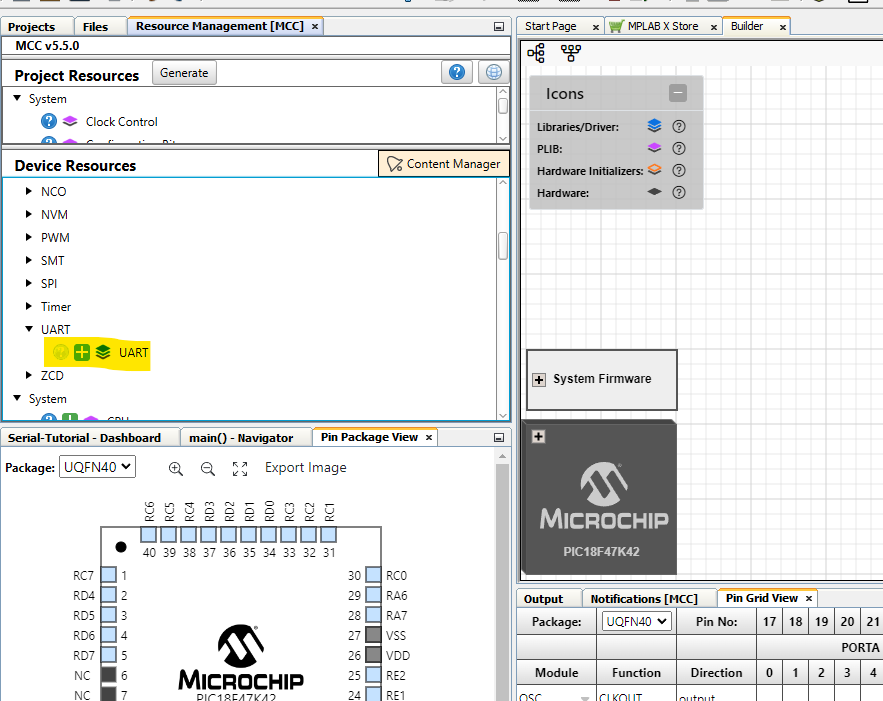 Projects
Files
Resource Management [MCC] ×
MCC v5.5.0
Project Resources
Generate
?
System
? Clock Control
Device Resources
Content Manager
NCO
NVM
PWM
SMT
SPI
Timer
UART
UART
ZCD
System
CPU
Serial-Tutorial - Dashboard
main() - Navigator
Pin Package View ×
Package: UQFN40
Export Image
RC6 RC5 RC4 RD3 RD2 RD1 RD0 RC3 RC2 RC1
40 39 38 37 36 35 34 33 32 31
RC7 1
RD4 2
RD5 3
RD6 4
RD7 5
NC 6
NC 7
30 RC0
29 RA6
28 RA7
27 VSS
26 VDD
25 RE2
24 RE1
MICROCHIP
PIC18F47K42
Start Page ×
MPLAB X Store ×
Builder ×
Icons
Libraries/Driver: ?
PLIB: ?
Hardware Initializers: ?
Hardware: ?
System Firmware
MICROCHIP
PIC18F47K42
Output
Notifications [MCC]
Pin Grid View ×
Package: UQFN40 Pin No: 17 18 19 20 21
PORTA
Module Function Direction 0 1 2 3 4
OSC CLKOUT output